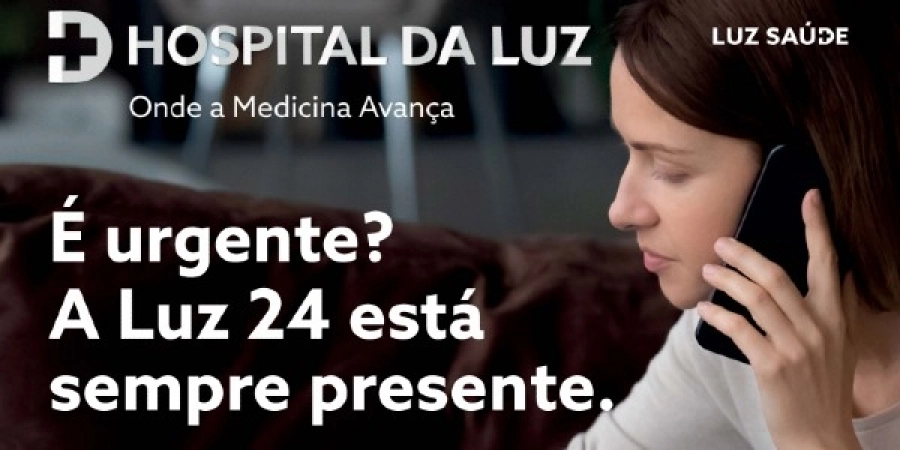 HOSPITAL DA LUZ
LUZ SAÚDE
Onde a Medicina Avança
É urgente?
A Luz 24 está
sempre presente.